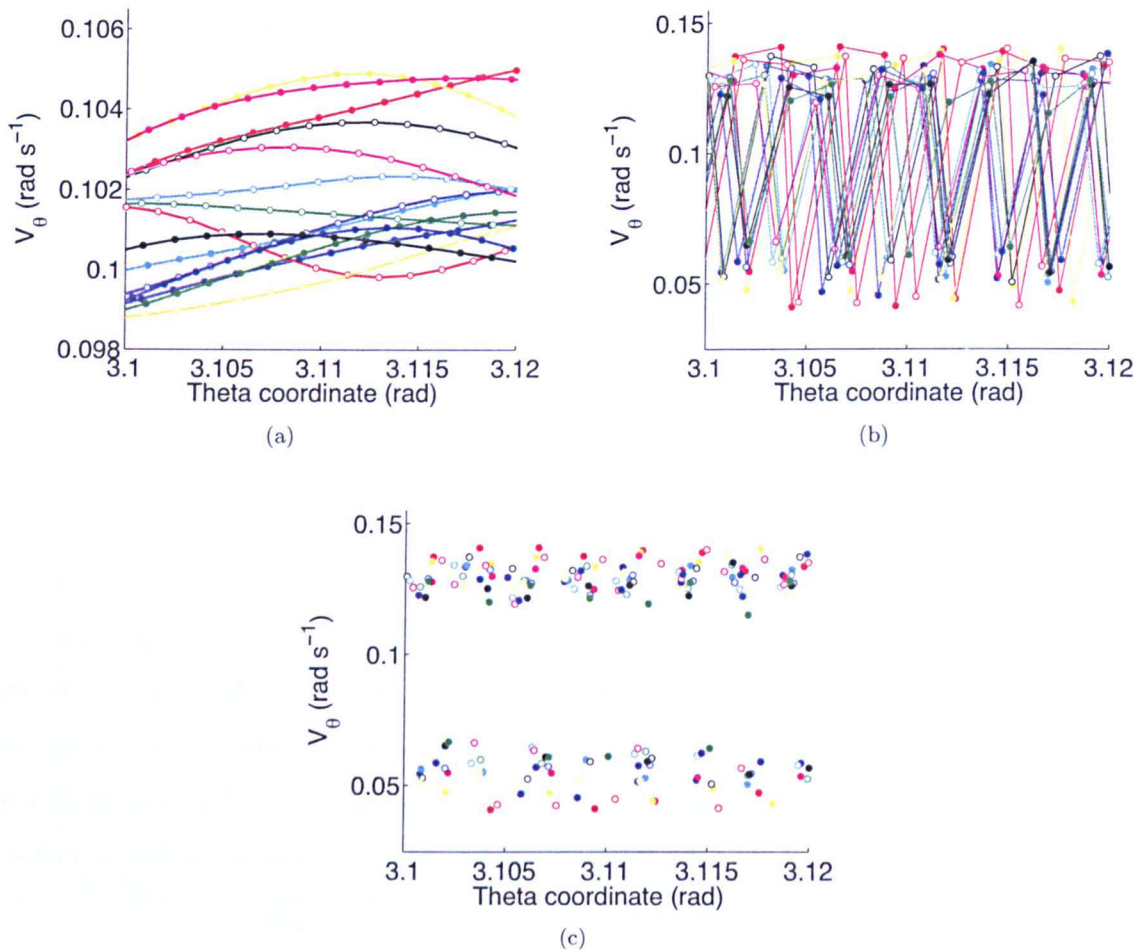 0.106
0.104
0.102
0.1
0.098
V_θ (rad s⁻¹)
3.1 3.105 3.11 3.115 3.12
Theta coordinate (rad)
(a)
0.15
0.1
0.05
V_θ (rad s⁻¹)
3.1 3.105 3.11 3.115 3.12
Theta coordinate (rad)
(b)
0.15
0.1
0.05
V_θ (rad s⁻¹)
3.1 3.105 3.11 3.115 3.12
Theta coordinate (rad)
(c)